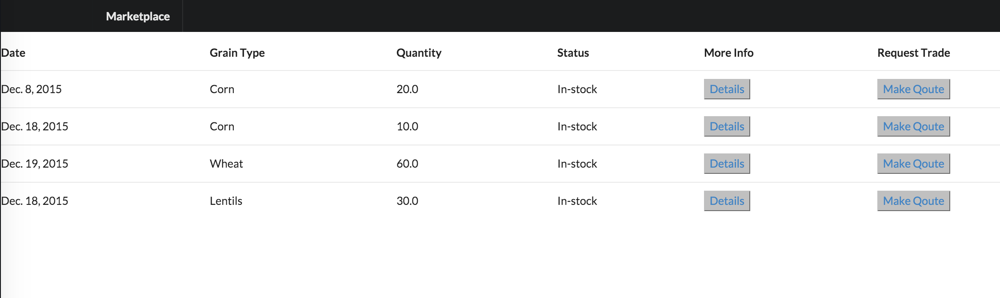 Marketplace
Date Grain Type Quantity Status More Info Request Trade
Dec. 8, 2015 Corn 20.0 In-stock Details Make Qoute
Dec. 18, 2015 Corn 10.0 In-stock Details Make Qoute
Dec. 19, 2015 Wheat 60.0 In-stock Details Make Qoute
Dec. 18, 2015 Lentils 30.0 In-stock Details Make Qoute